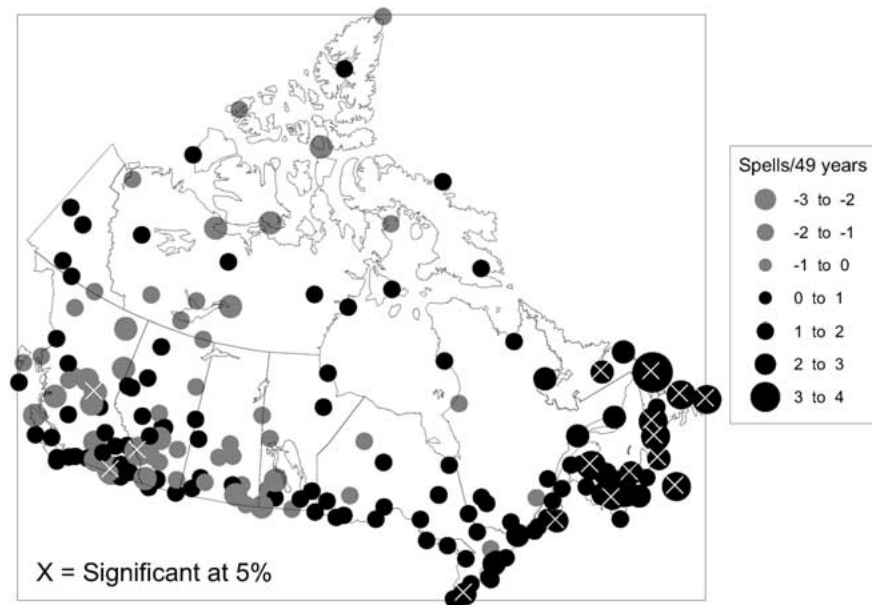 Spells/49 years
-3 to -2
-2 to -1
-1 to 0
0 to 1
1 to 2
2 to 3
3 to 4
X = Significant at 5%